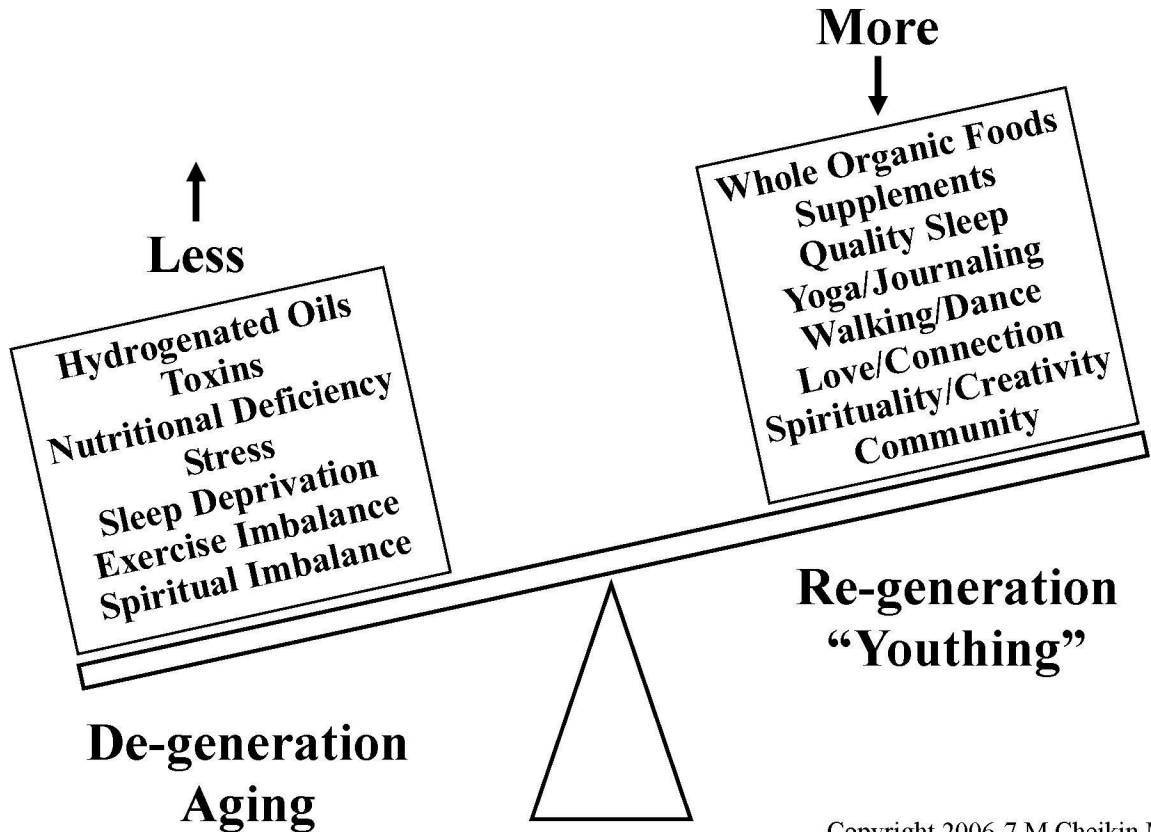 More
Whole Organic Foods
Supplements
Quality Sleep
Yoga/Journaling
Walking/Dance
Love/Connection
Spirituality/Creativity
Community
Less
Hydrogenated Oils
Toxins
Nutritional Deficiency
Stress
Sleep Deprivation
Exercise Imbalance
Spiritual Imbalance
Re-generation
“Youthing”
De-generation
Aging
Copyright 2006-7 M Cheikin